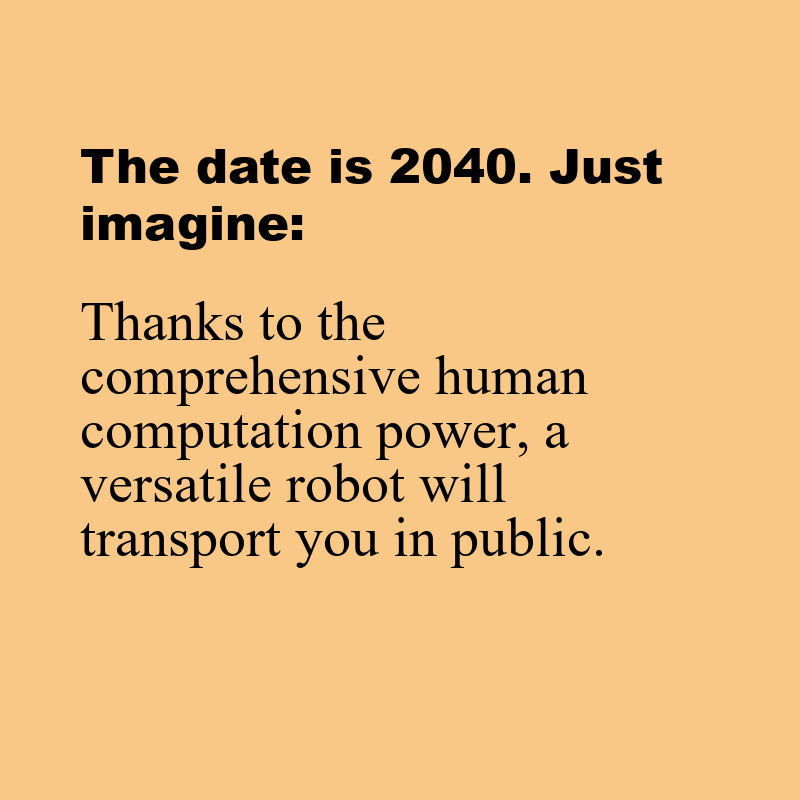 The date is 2040. Just
imagine:
Thanks to the
comprehensive human
computation power, a
versatile robot will
transport you in public.